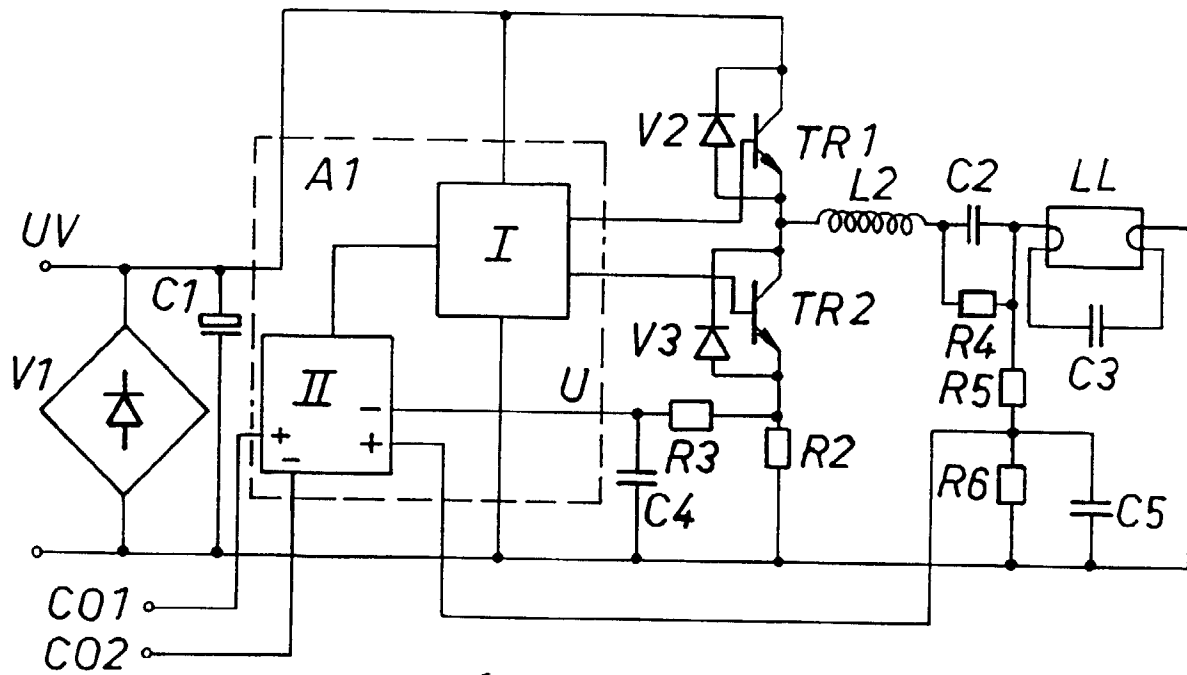 V2
TR1
A1
L2
C2
LL
UV
I
C1
TR2
V3
R4
C3
V1
II
U
R5
-
+
+
-
R3
R2
R6
C4
C5
CO1
CO2